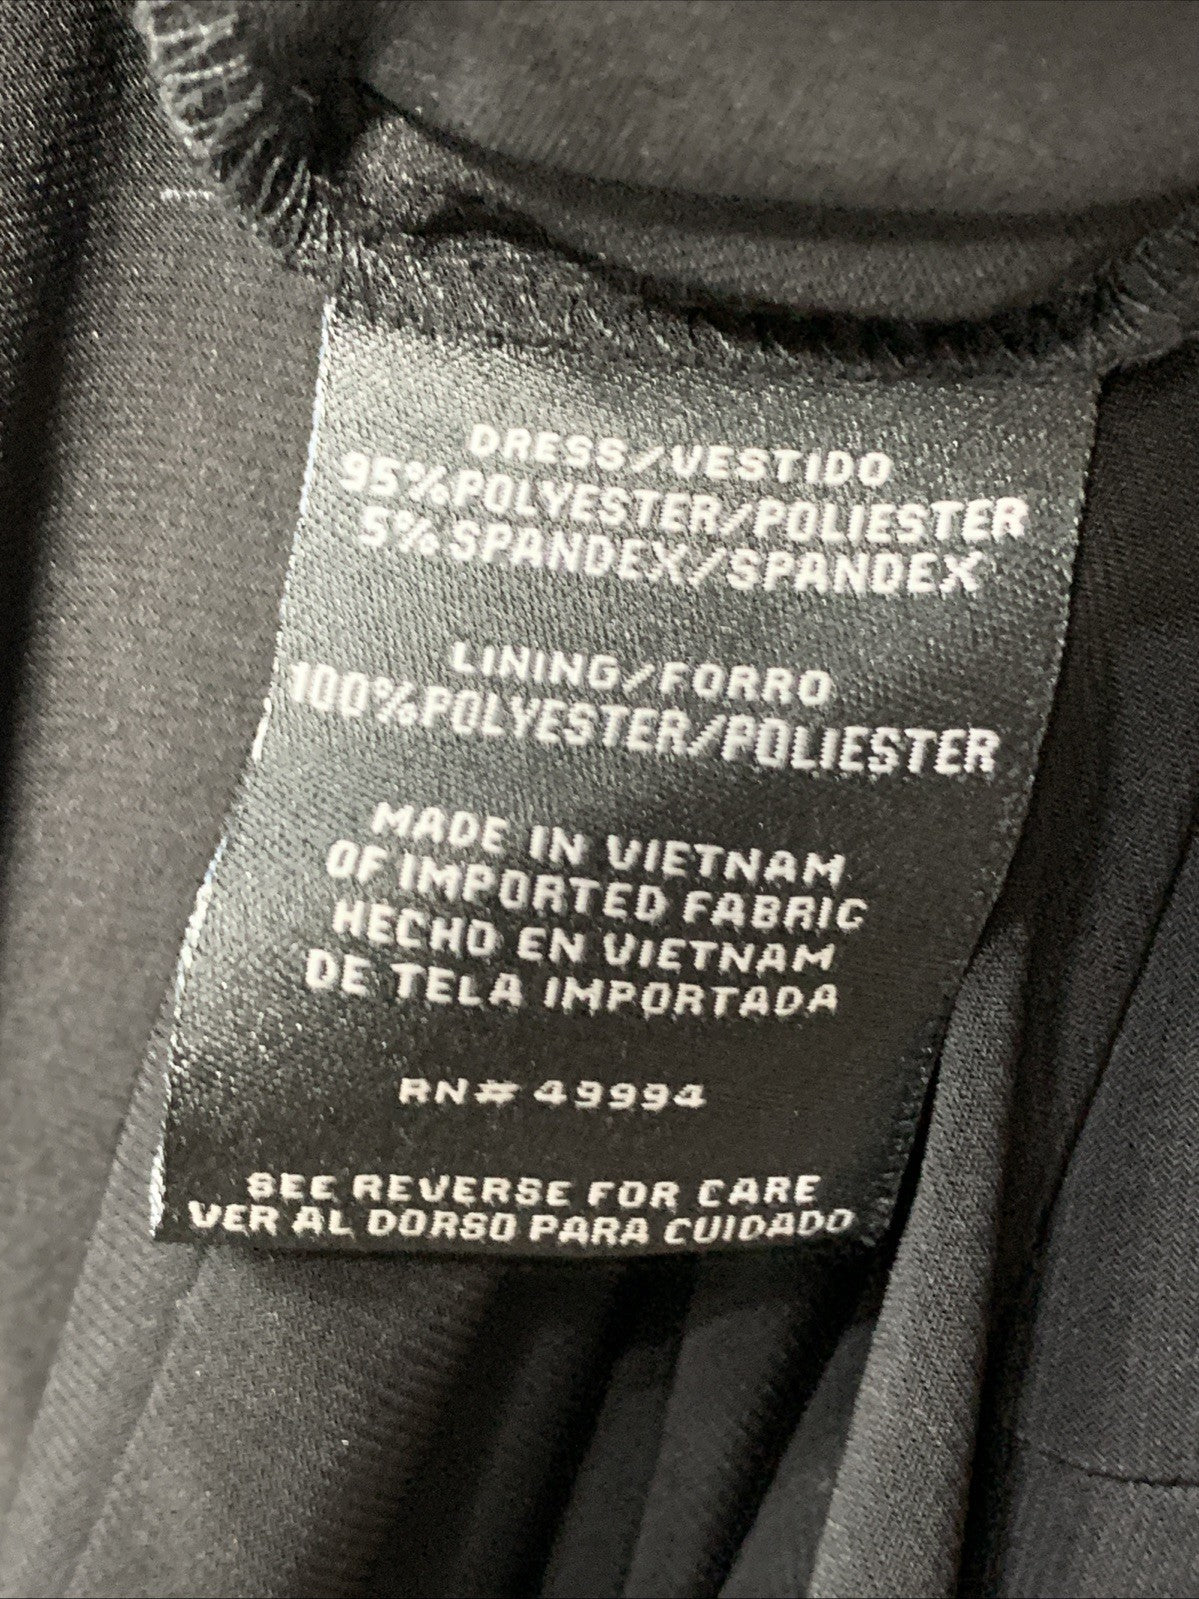 DRESS/VESTIDO
95%POLYESTER/POLIESTER
5% SPANDEX/SPANDEX
LINING/FORRO
100%POLYESTER/POLIESTER
MADE IN VIETNAM
OF IMPORTED FABRIC
HECHO EN VIETNAM
DE TELA IMPORTADA
RN# 49994
SEE REVERSE FOR CARE
VER AL DORSO PARA CUIDADO